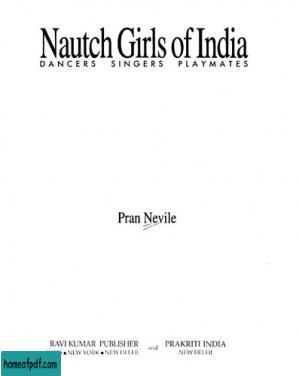 Nautch Girls of India
DANCERS SINGERS PLAYMATES
Pran Nevile
RAVI KUMAR PUBLISHER and PRAKRITI INDIA
• NEW YORK • NEW DELHI NEW DELHI
homeofpdf.com